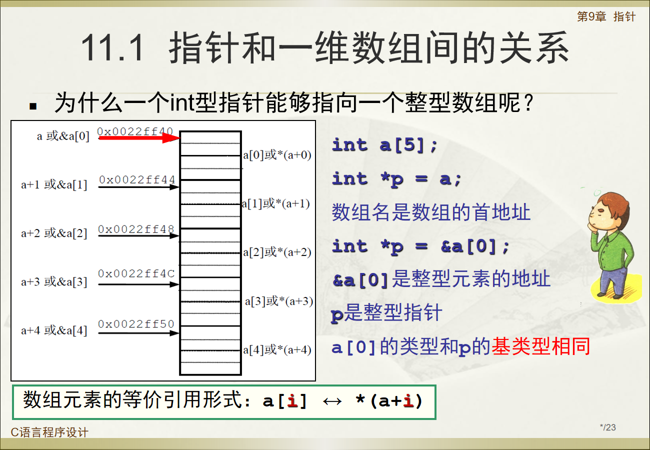 第9章 指针
11.1 指针和一维数组间的关系
为什么一个int型指针能够指向一个整型数组呢?
a 或&a[0] 0x0022ff40
a[0]或*(a+0)
a+1 或&a[1] 0x0022ff44
a[1]或*(a+1)
a+2 或&a[2] 0x0022ff48
a[2]或*(a+2)
a+3 或&a[3] 0x0022ff4C
a[3]或*(a+3)
a+4 或&a[4] 0x0022ff50
a[4]或*(a+4)
int a[5];
int *p = a;
数组名是数组的首地址
int *p = &a[0];
&a[0]是整型元素的地址
p是整型指针
a[0]的类型和p的基类型相同
数组元素的等价引用形式: a[i] ↔ *(a+i)
C语言程序设计
*/23